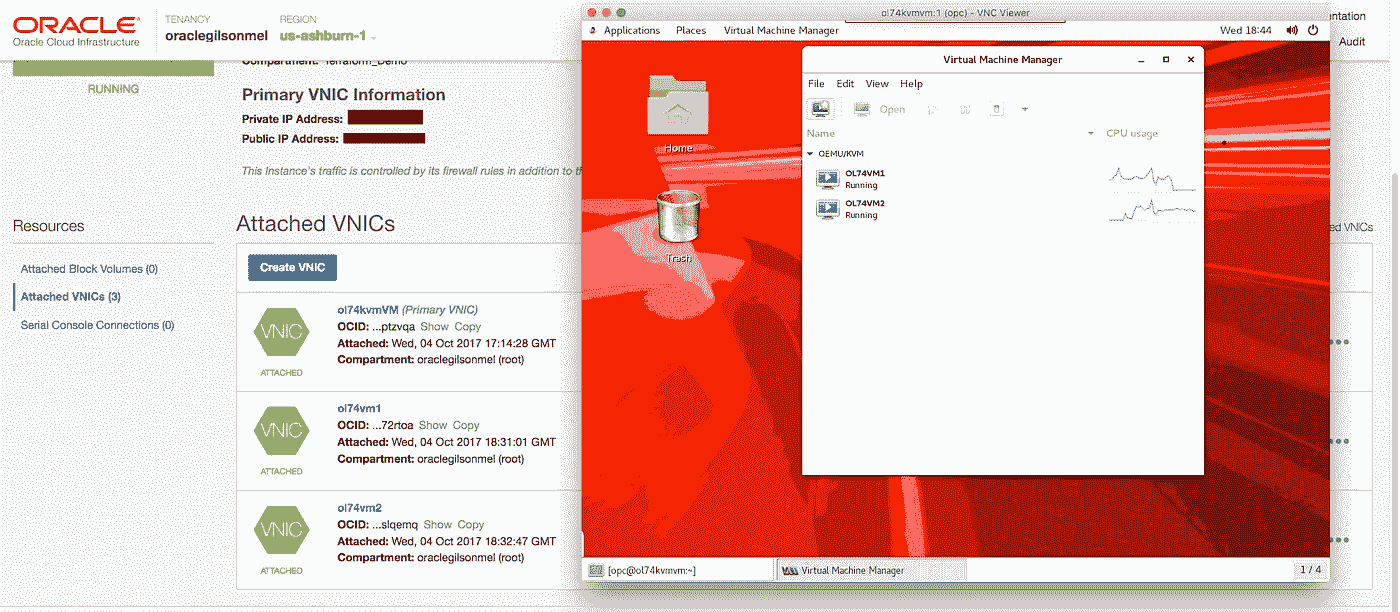 ORACLE
Oracle Cloud Infrastructure
TENANCY
oraclegilsonmel
REGION
us-ashburn-1
Audit
RUNNING
Compartment: Terraform_Demo
Primary VNIC Information
Private IP Address:
Public IP Address:
This Instance's traffic is controlled by its firewall rules in addition to
Resources
Attached Block Volumes (0)
Attached VNICs (3)
Serial Console Connections (0)
Attached VNICs
Create VNIC
VNIC
ATTACHED
ol74kvmVM (Primary VNIC)
OCID: ...ptzvqa Show Copy
Attached: Wed, 04 Oct 2017 17:14:28 GMT
Compartment: oraclegilsonmel (root)
VNIC
ATTACHED
ol74vm1
OCID: ...72rtoa Show Copy
Attached: Wed, 04 Oct 2017 18:31:01 GMT
Compartment: oraclegilsonmel (root)
VNIC
ATTACHED
ol74vm2
OCID: ...slqemq Show Copy
Attached: Wed, 04 Oct 2017 18:32:47 GMT
Compartment: oraclegilsonmel (root)
VNICs
ol74kvmvm:1 (opc) - VNC Viewer
Applications Places Virtual Machine Manager
Wed 18:44
Home
Trash
Virtual Machine Manager
File Edit View Help
Open
Name
CPU usage
QEMU/KVM
OL74VM1
Running
OL74VM2
Running
[opc@ol74kvmvm:~]
Virtual Machine Manager
1 / 4